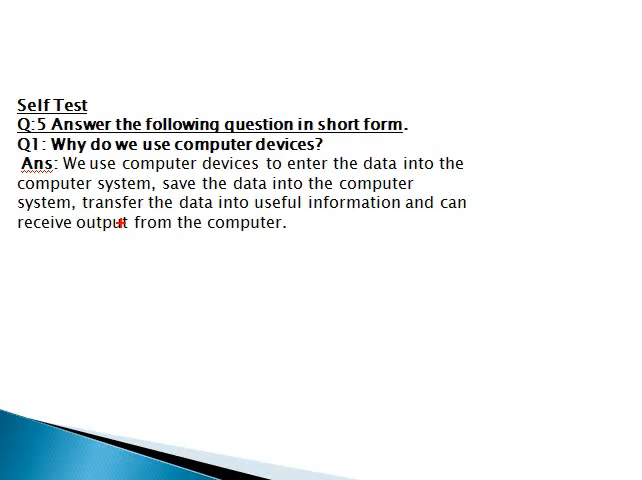 Self Test
Q:5 Answer the following question in short form.
Q1: Why do we use computer devices?
Ans: We use computer devices to enter the data into the
computer system, save the data into the computer
system, transfer the data into useful information and can
receive output from the computer.